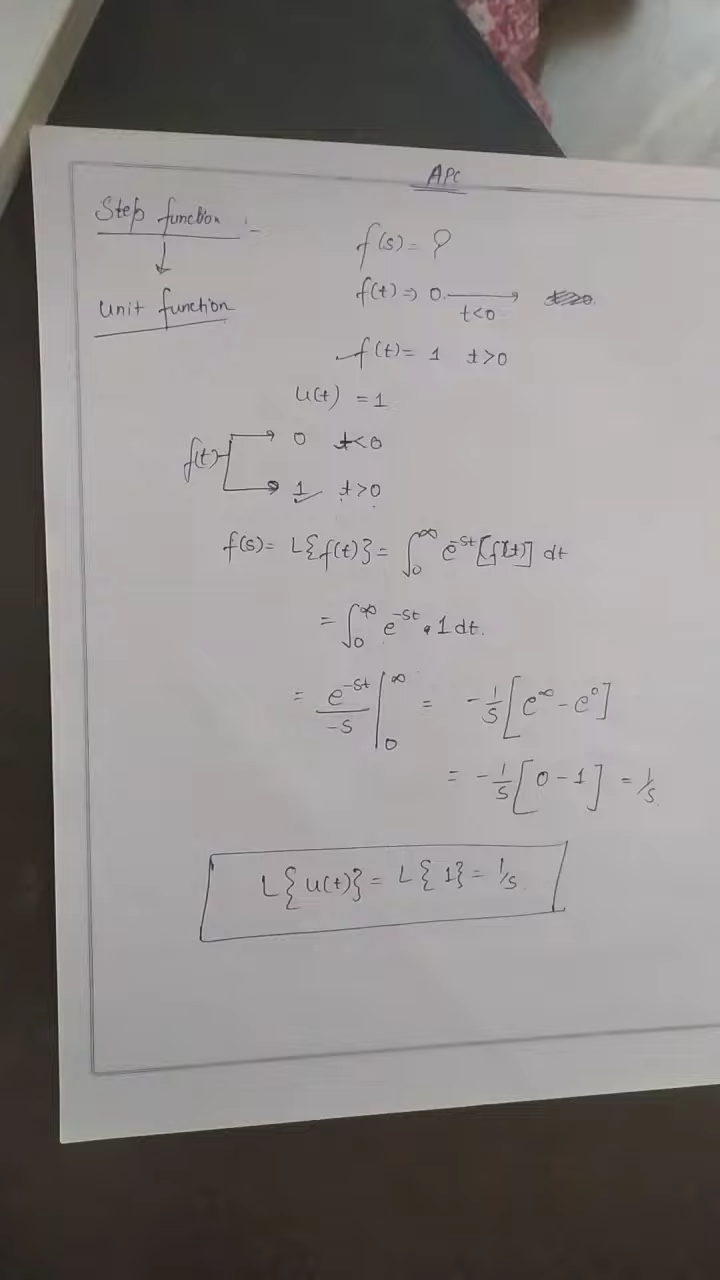 APC
Step function :-
↓
Unit function
f(s) = ?
f(t) => 0 → t<0
f(t) = 1 t>0
u(t) = 1
f(t) → 0 t<0
→ 1 ✓ t>0
f(s) = L{f(t)} = ∫₀^∞ e^-st [f(t)] dt
= ∫₀^∞ e^-st . 1 dt.
= e^-st / -s |₀^∞ = -1/s [e^∞ - e^0]
= -1/s [0 - 1] = 1/s
L{u(t)} = L{1} = 1/s.